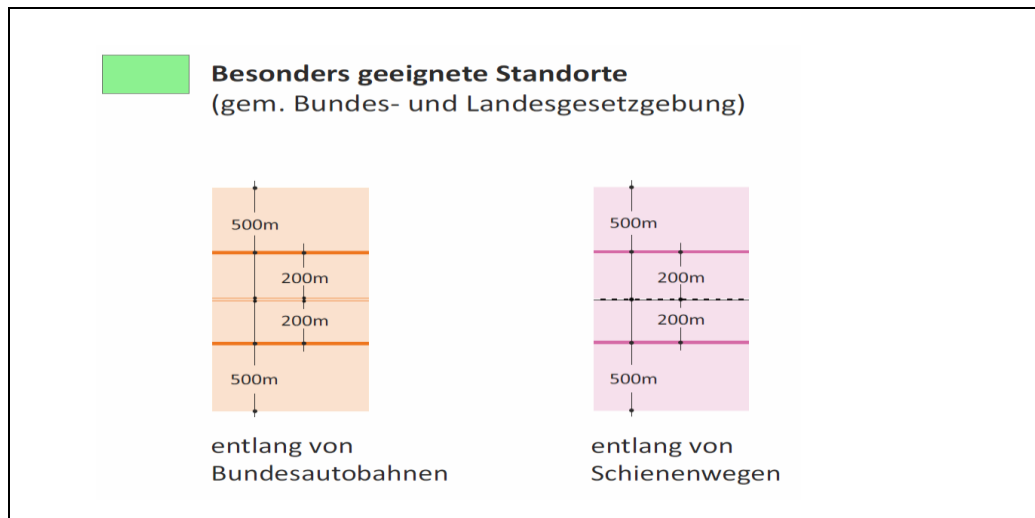 Besonders geeignete Standorte
(gem. Bundes- und Landesgesetzgebung)
500m
200m
200m
500m
entlang von
Bundesautobahnen
500m
200m
200m
500m
entlang von
Schienenwegen